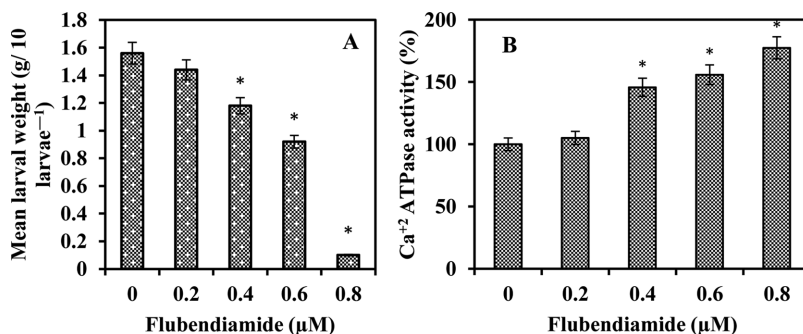 A
Mean larval weight (g/ 10
larvae⁻¹)
1.8
1.6
1.4
1.2
1
0.8
0.6
0.4
0.2
0
*
*
*
0 0.2 0.4 0.6 0.8
Flubendiamide (µM)
B
Ca⁺² ATPase activity (%)
200
150
100
50
0
*
*
*
0 0.2 0.4 0.6 0.8
Flubendiamide (µM)